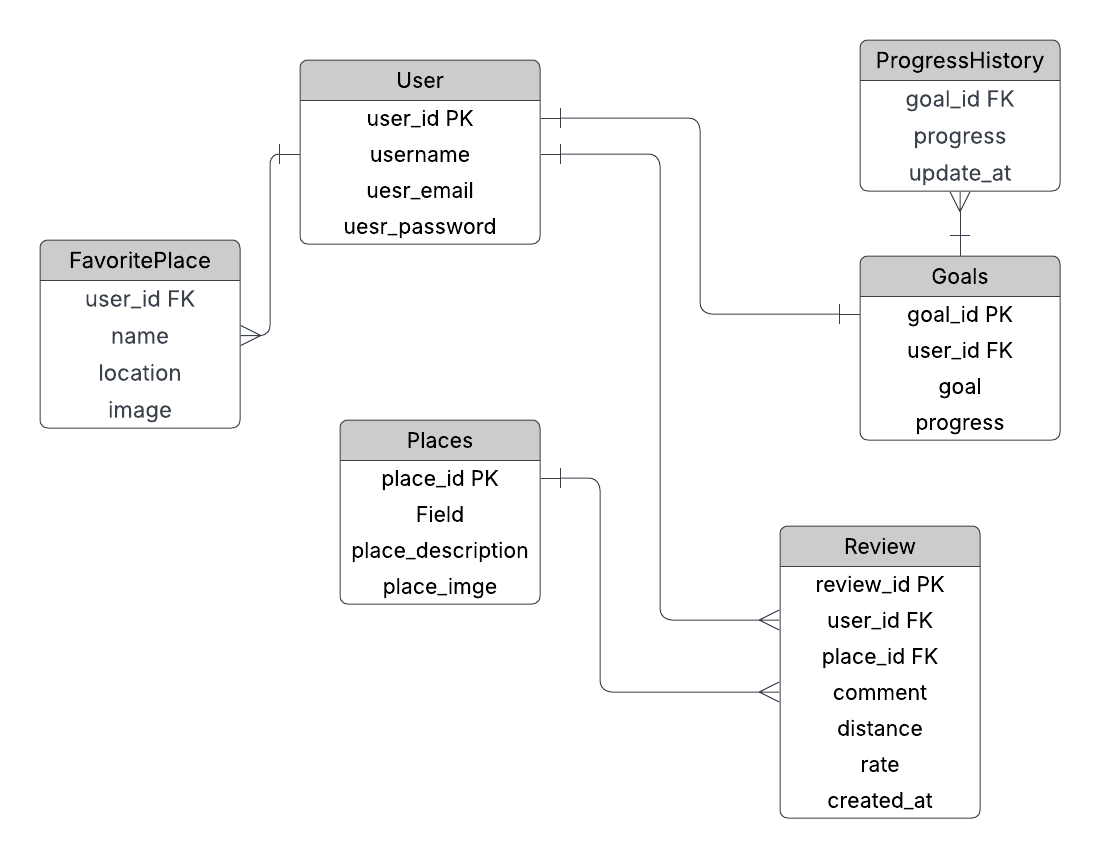 User
user_id PK
username
uesr_email
uesr_password
ProgressHistory
goal_id FK
progress
update_at
FavoritePlace
user_id FK
name
location
image
Goals
goal_id PK
user_id FK
goal
progress
Places
place_id PK
Field
place_description
place_imge
Review
review_id PK
user_id FK
place_id FK
comment
distance
rate
created_at